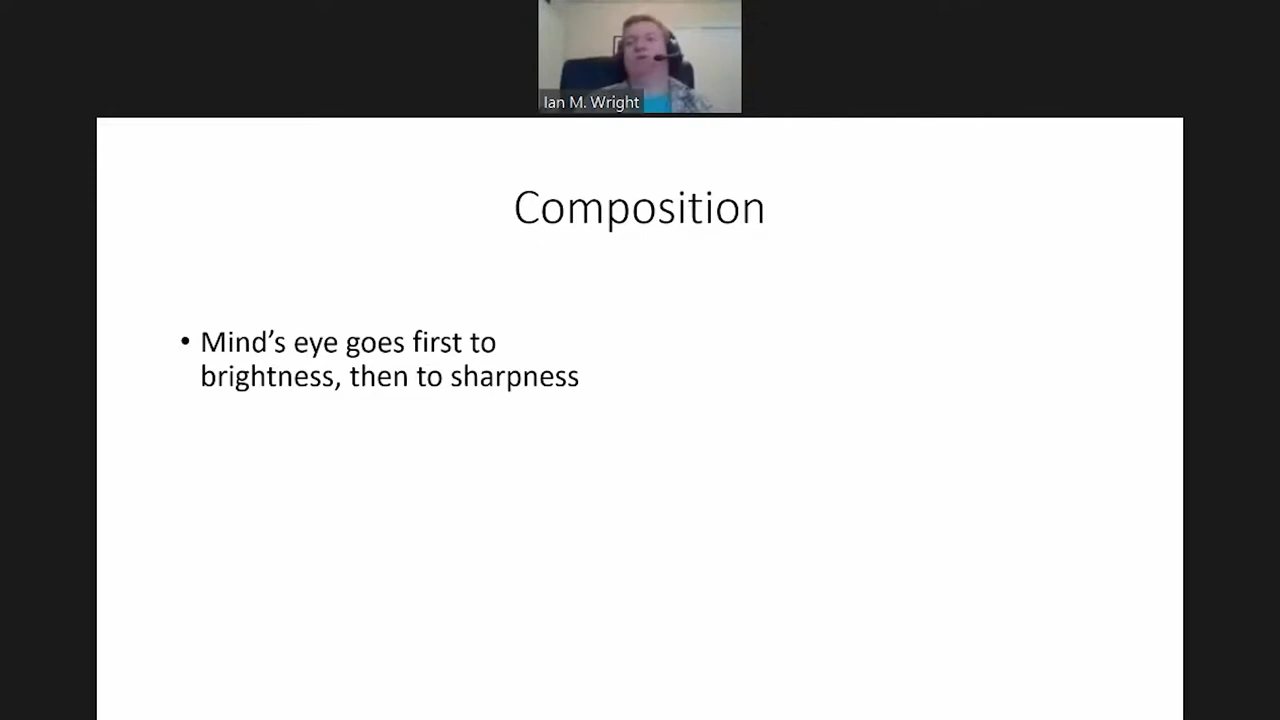 Ian M. Wright
Composition
• Mind’s eye goes first to
brightness, then to sharpness